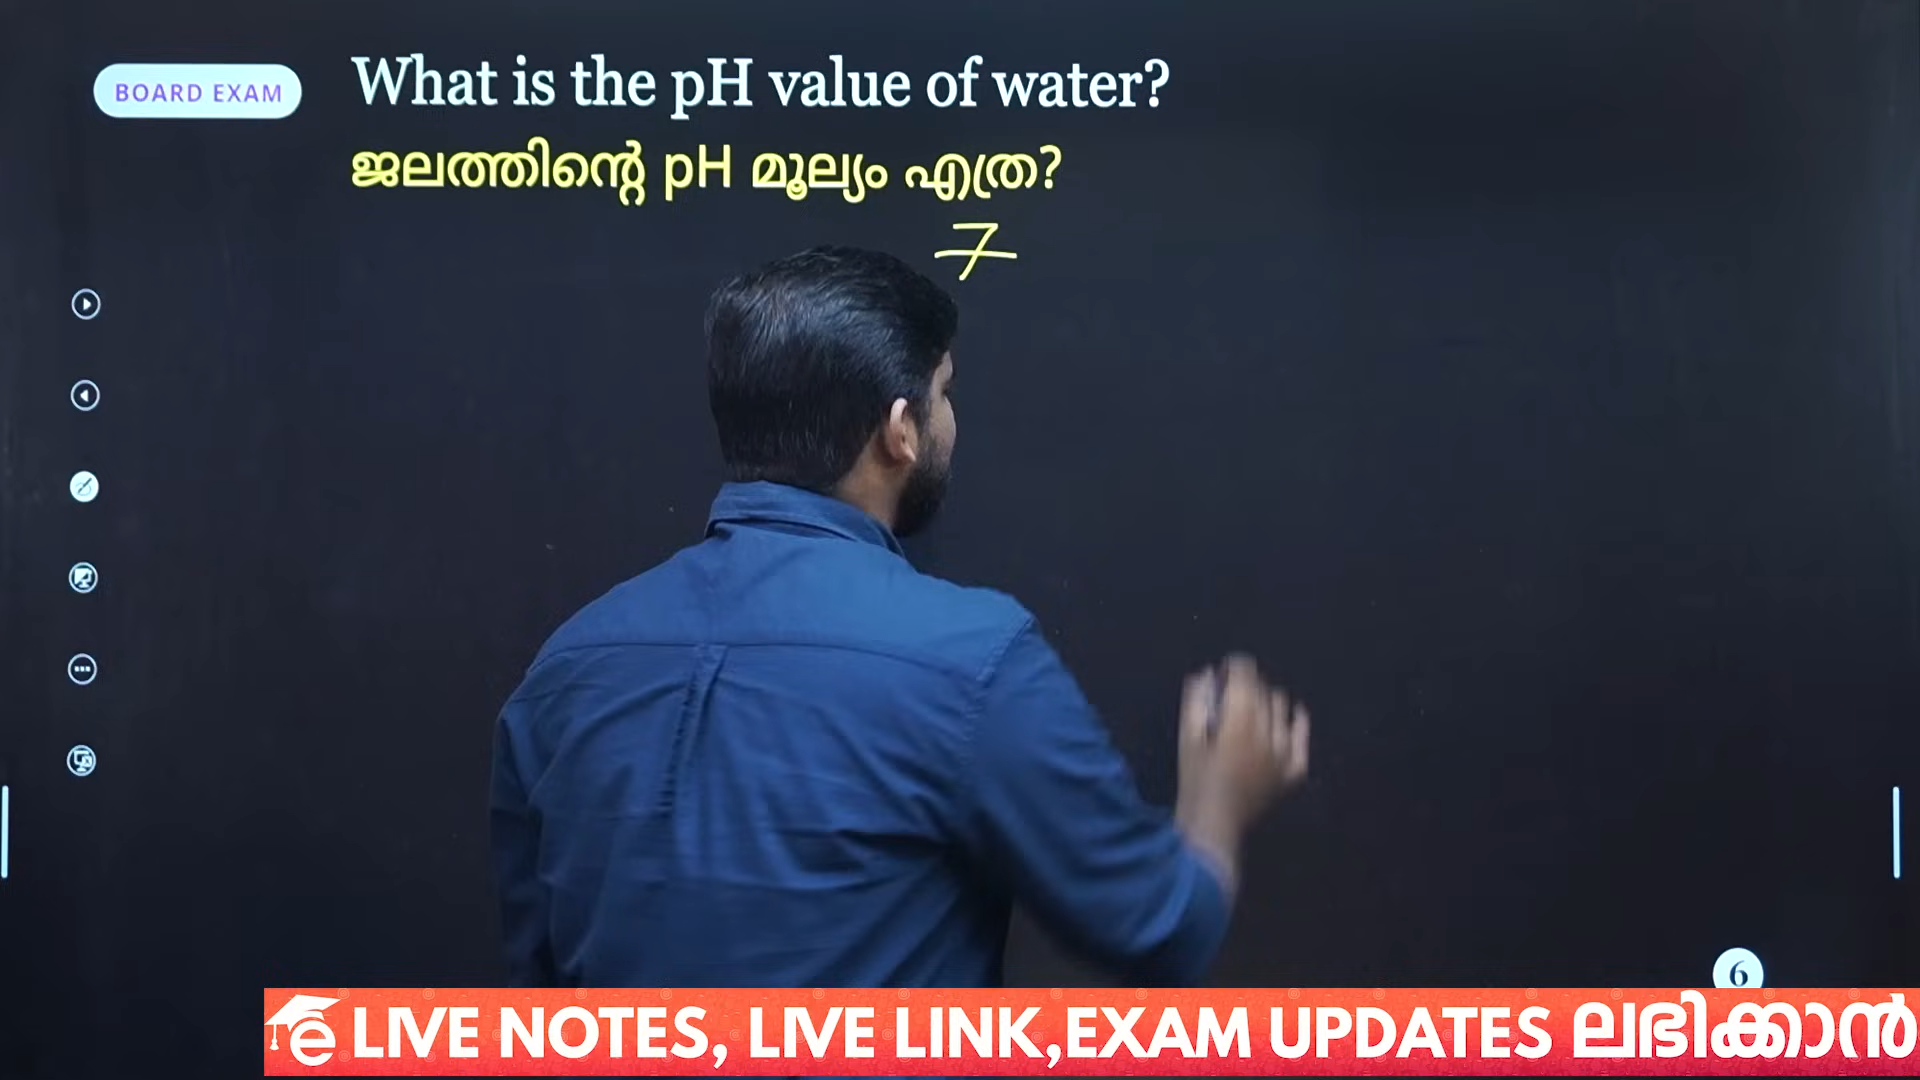 BOARD EXAM
What is the pH value of water?
ജലത്തിന്റെ pH മൂല്യം എത്ര?
7
6
e LIVE NOTES, LIVE LINK,EXAM UPDATES ലഭിക്കാൻ